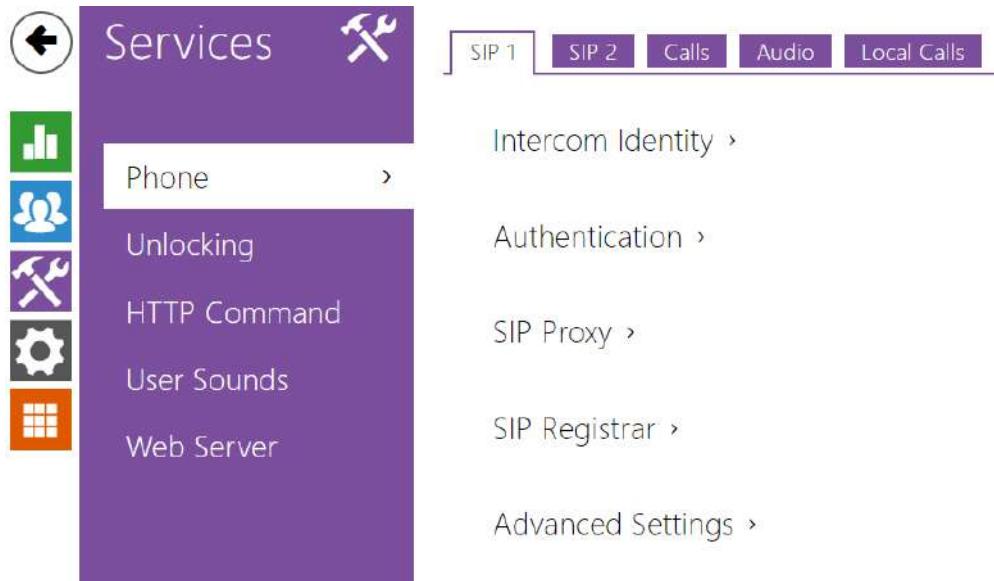 Services
Phone
Unlocking
HTTP Command
User Sounds
Web Server
SIP 1 SIP 2 Calls Audio Local Calls
Intercom Identity
Authentication
SIP Proxy
SIP Registrar
Advanced Settings